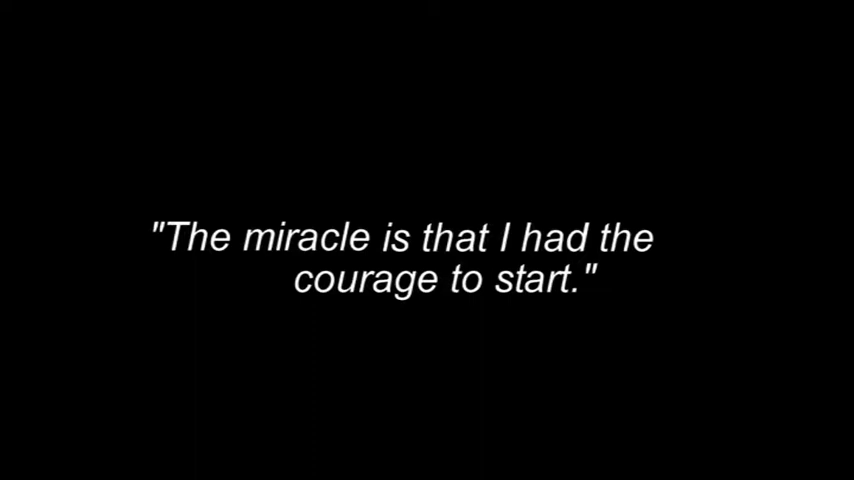 "The miracle is that I had the
courage to start."